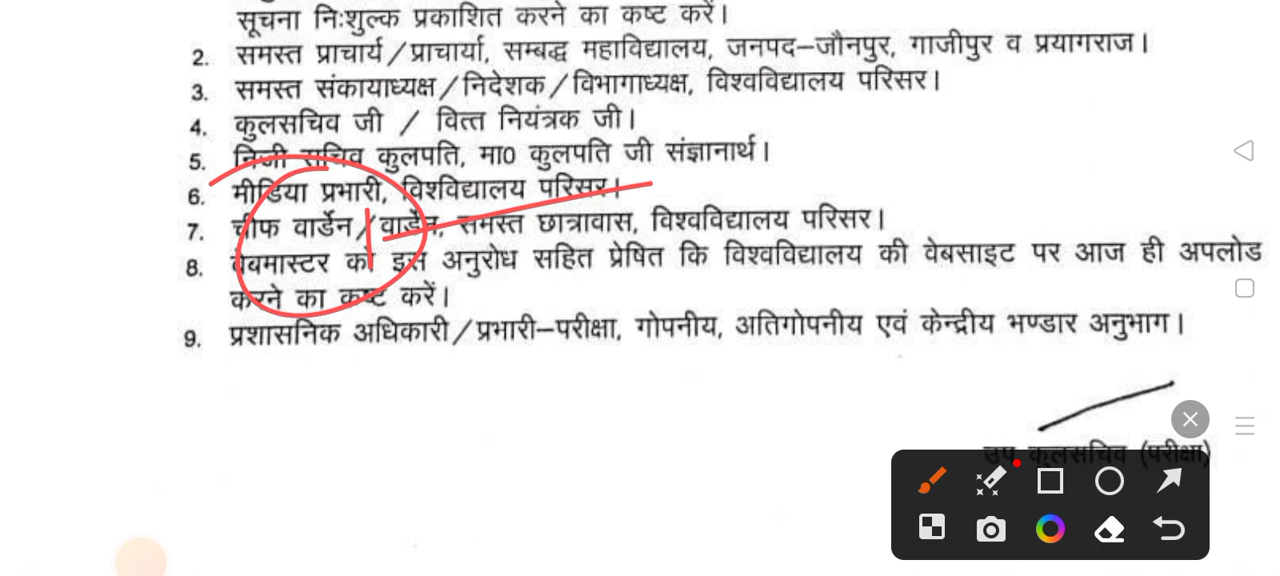 सूचना निःशुल्क प्रकाशित करने का कष्ट करें।
2. समस्त प्राचार्य/प्राचार्या, सम्बद्ध महाविद्यालय, जनपद–जौनपुर, गाजीपुर व प्रयागराज।
3. समस्त संकायाध्यक्ष/निदेशक/विभागाध्यक्ष, विश्वविद्यालय परिसर।
4. कुलसचिव जी / वित्त नियंत्रक जी।
5. निजी सचिव कुलपति, मा0 कुलपति जी संज्ञानार्थ।
6. मीडिया प्रभारी, विश्विद्यालय परिसर।
7. चीफ वार्डेन/वार्डेन, समस्त छात्रावास, विश्वविद्यालय परिसर।
8. वेबमास्टर को इस अनुरोध सहित प्रेषित कि विश्वविद्यालय की वेबसाइट पर आज ही अपलोड
करने का कष्ट करें।
9. प्रशासनिक अधिकारी/प्रभारी–परीक्षा, गोपनीय, अतिगोपनीय एवं केन्द्रीय भण्डार अनुभाग।
उप कुलसचिव (परीक्षा)